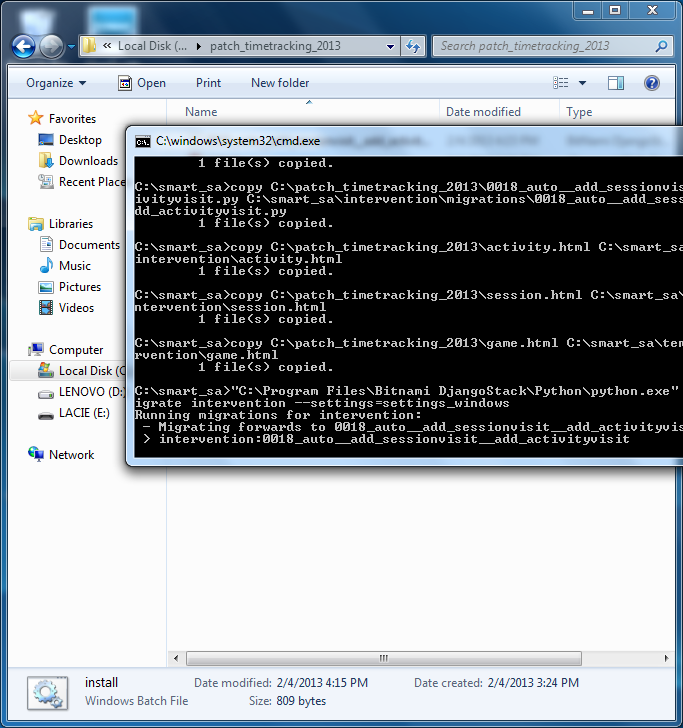 Local Disk (... patch_timetracking_2013
Search patch_timetracking_2013
Organize Open Print New folder
Name Date modified Type
Favorites
Desktop
Downloads
Recent Place
Libraries
Documents
Music
Pictures
Videos
Computer
Local Disk (C
LENOVO (D:
LACIE (E:)
Network
C:\windows\system32\cmd.exe
1 file(s) copied.
C:\smart_sa>copy C:\patch_timetracking_2013\0018_auto__add_sessionvis
ivityvisit.py C:\smart_sa\intervention\migrations\0018_auto__add_sess
dd_activityvisit.py
1 file(s) copied.
C:\smart_sa>copy C:\patch_timetracking_2013\activity.html C:\smart_sa
intervention\activity.html
1 file(s) copied.
C:\smart_sa>copy C:\patch_timetracking_2013\session.html C:\smart_sa\
ntervention\session.html
1 file(s) copied.
C:\smart_sa>copy C:\patch_timetracking_2013\game.html C:\smart_sa\tem
rvention\game.html
1 file(s) copied.
C:\smart_sa>"C:\Program Files\Bitnami DjangoStack\Python\python.exe"
igrate intervention --settings=settings_windows
Running migrations for intervention:
- Migrating forwards to 0018_auto__add_sessionvisit__add_activityvis
> intervention:0018_auto__add_sessionvisit__add_activityvisit
install Date modified: 2/4/2013 4:15 PM Date created: 2/4/2013 3:24 PM
Windows Batch File Size: 809 bytes